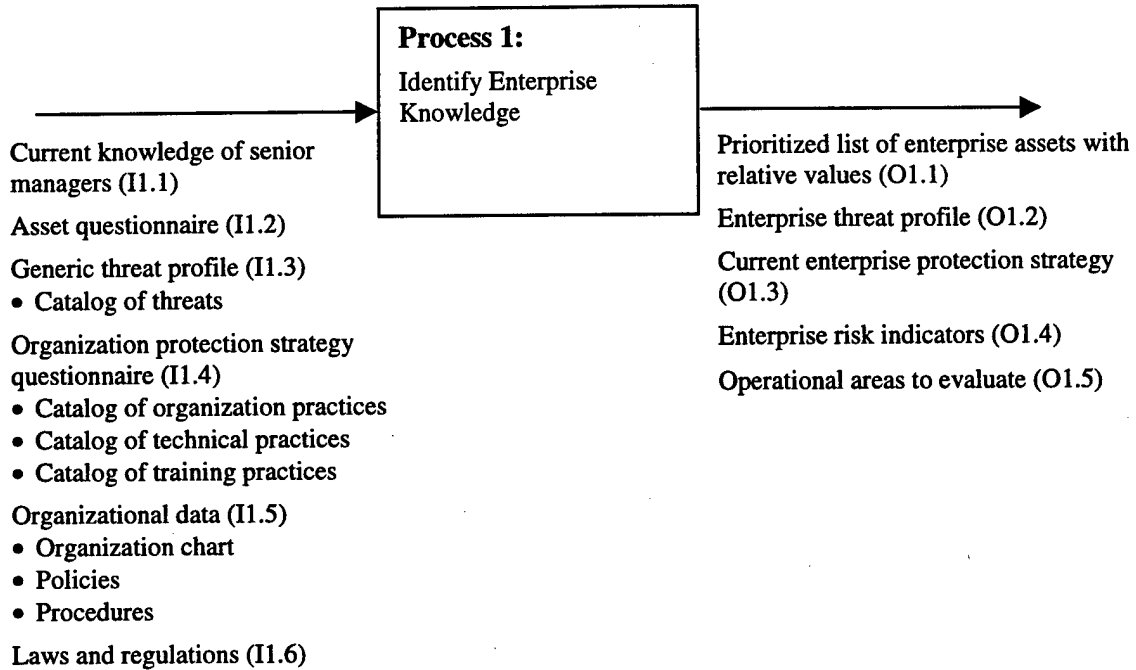 Process 1:
Identify Enterprise
Knowledge
Current knowledge of senior
managers (I1.1)
Asset questionnaire (I1.2)
Generic threat profile (I1.3)
• Catalog of threats
Organization protection strategy
questionnaire (I1.4)
• Catalog of organization practices
• Catalog of technical practices
• Catalog of training practices
Organizational data (I1.5)
• Organization chart
• Policies
• Procedures
Laws and regulations (I1.6)
Prioritized list of enterprise assets with
relative values (O1.1)
Enterprise threat profile (O1.2)
Current enterprise protection strategy
(O1.3)
Enterprise risk indicators (O1.4)
Operational areas to evaluate (O1.5)